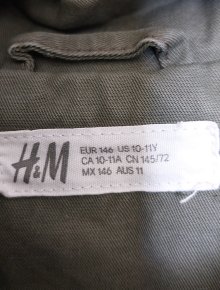 H&M
EUR 146 US 10-11Y
CA 10-11A CN 145/72
MX 146 AUS 11